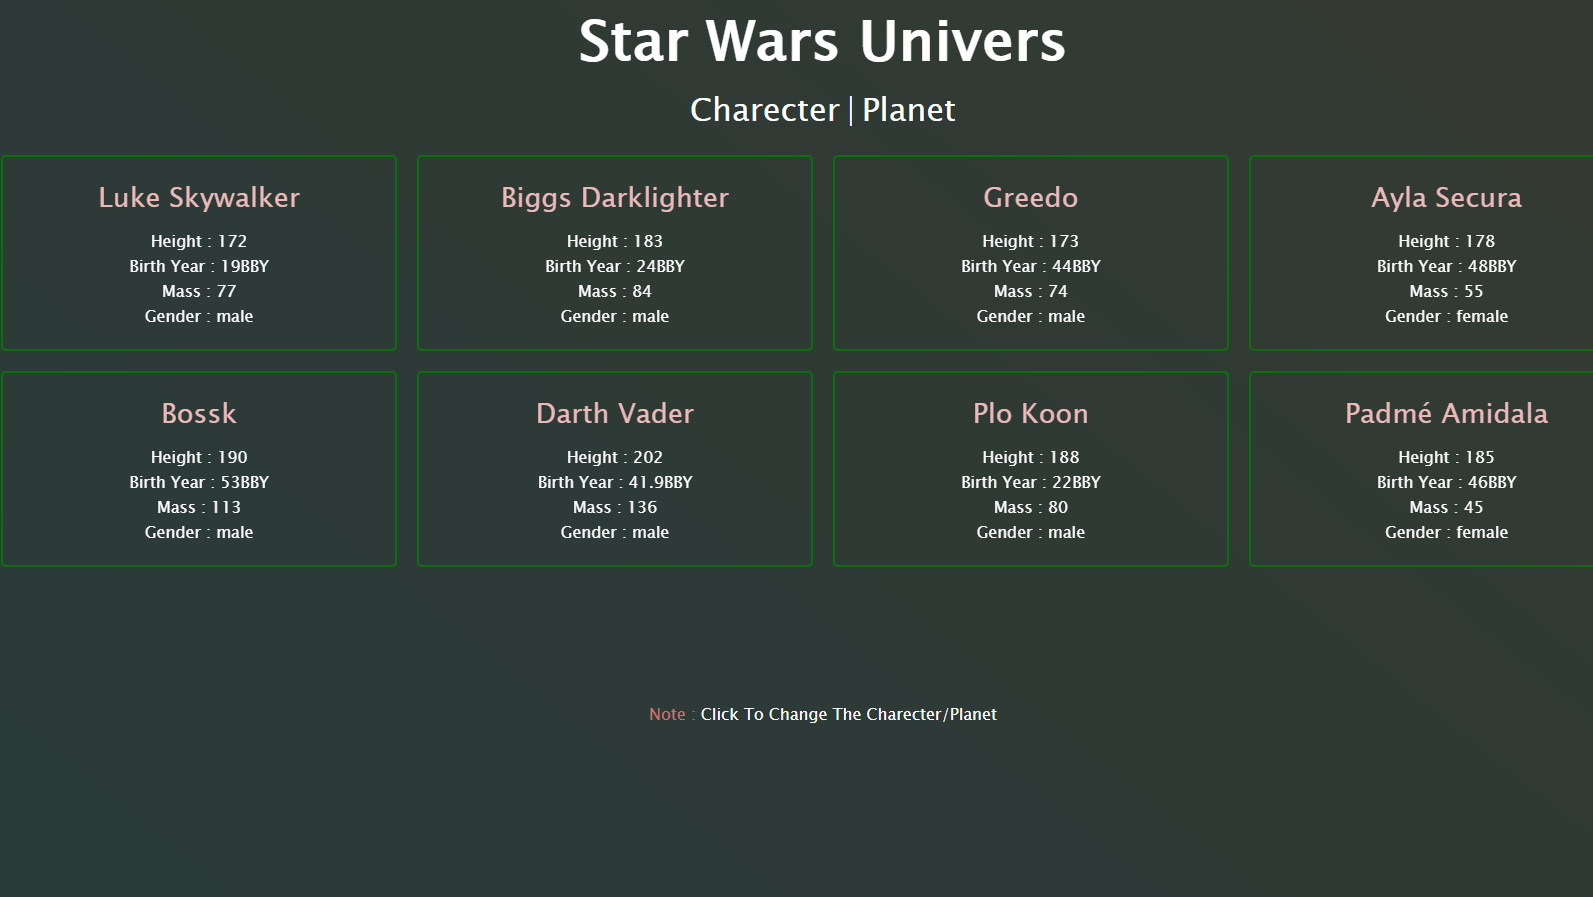 Star Wars Univers
Charecter | Planet
Luke Skywalker
Height : 172
Birth Year : 19BBY
Mass : 77
Gender : male
Biggs Darklighter
Height : 183
Birth Year : 24BBY
Mass : 84
Gender : male
Greedo
Height : 173
Birth Year : 44BBY
Mass : 74
Gender : male
Ayla Secura
Height : 178
Birth Year : 48BBY
Mass : 55
Gender : female
Bossk
Height : 190
Birth Year : 53BBY
Mass : 113
Gender : male
Darth Vader
Height : 202
Birth Year : 41.9BBY
Mass : 136
Gender : male
Plo Koon
Height : 188
Birth Year : 22BBY
Mass : 80
Gender : male
Padmé Amidala
Height : 185
Birth Year : 46BBY
Mass : 45
Gender : female
Note : Click To Change The Charecter/Planet